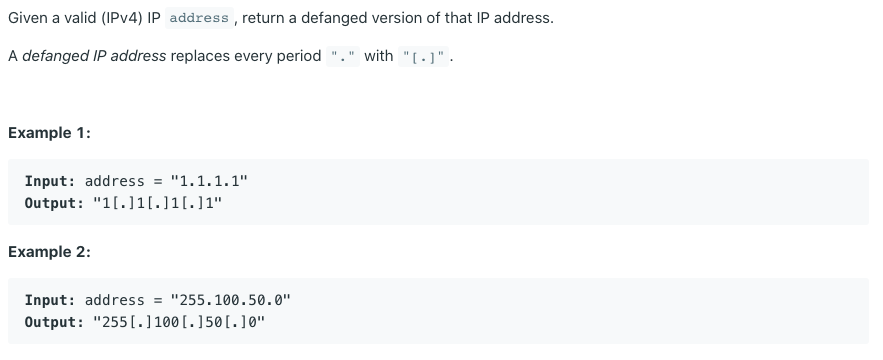 Given a valid (IPv4) IP address , return a defanged version of that IP address.
A defanged IP address replaces every period "." with "[.]" .
Example 1:
Input: address = "1.1.1.1"
Output: "1[.]1[.]1[.]1"
Example 2:
Input: address = "255.100.50.0"
Output: "255[.]100[.]50[.]0"